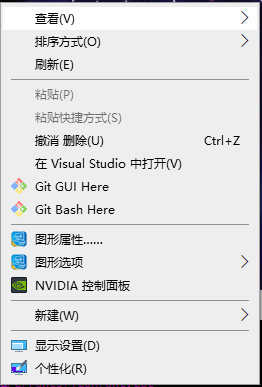 查看(V)
排序方式(O)
刷新(E)
粘贴(P)
粘贴快捷方式(S)
撤消 删除(U) Ctrl+Z
在 Visual Studio 中打开(V)
Git GUI Here
Git Bash Here
图形属性......
图形选项
NVIDIA 控制面板
新建(W)
显示设置(D)
个性化(R)